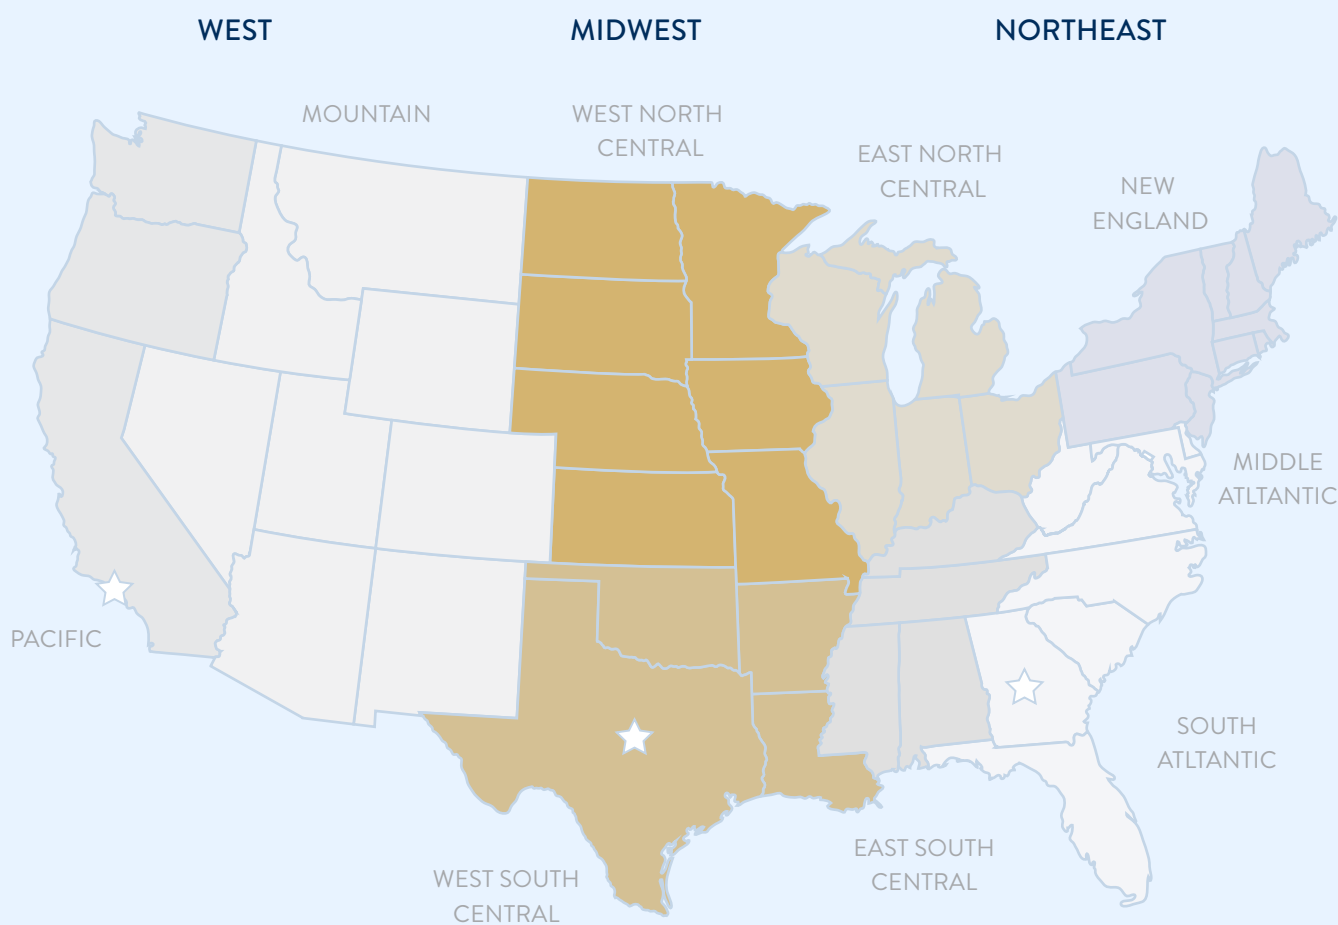 WEST
MIDWEST
NORTHEAST
MOUNTAIN
WEST NORTH
CENTRAL
EAST NORTH
CENTRAL
NEW
ENGLAND
MIDDLE
ATLTANTIC
PACIFIC
SOUTH
ATLTANTIC
EAST SOUTH
CENTRAL
WEST SOUTH
CENTRAL